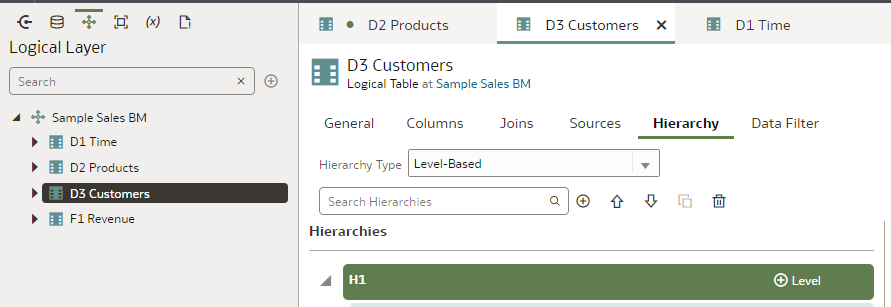 (x)
Logical Layer
Search
Sample Sales BM
D1 Time
D2 Products
D3 Customers
F1 Revenue
D2 Products
D3 Customers
D1 Time
D3 Customers
Logical Table at Sample Sales BM
General Columns Joins Sources Hierarchy Data Filter
Hierarchy Type Level-Based
Search Hierarchies
Hierarchies
H1 Level